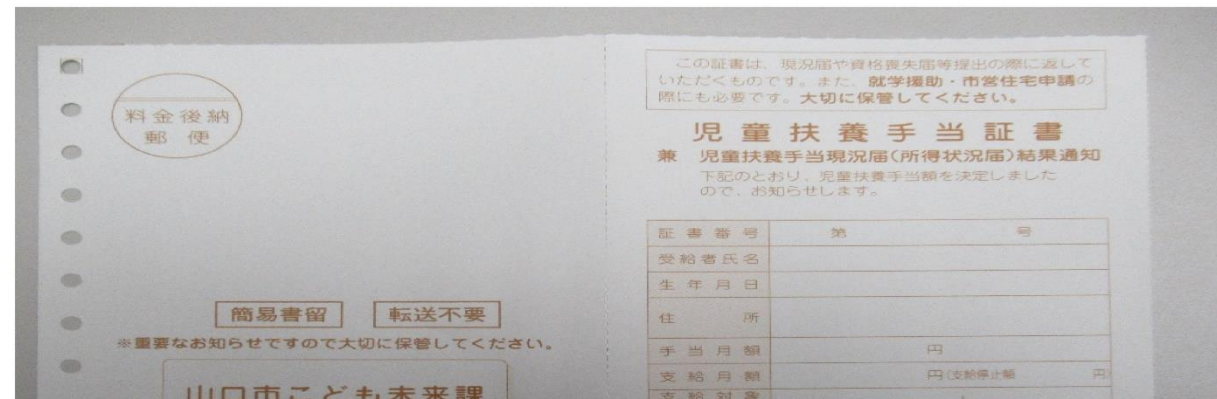 料金後納
郵便
簡易書留
転送不要
※重要なお知らせですので大切に保管してください。
山口市こども未来課
この証書は、現況届や資格喪失届等提出の際に返して
いただくものです。また、就学援助・市営住宅申請の
際にも必要です。大切に保管してください。
児童扶養手当証書
兼 児童扶養手当現況届(所得状況届)結果通知
下記のとおり、児童扶養手当額を決定しました
ので、お知らせします。
証書番号 第 号
受給者氏名
生年月日
住所
手当月額 円
支給月額 円(支給停止額 円)
支給対象